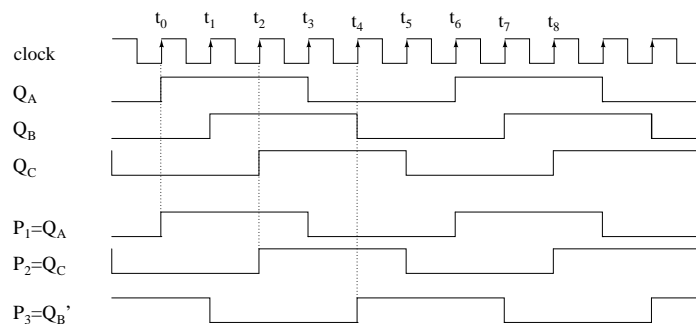 t0 t1 t2 t3 t4 t5 t6 t7 t8
clock
QA
QB
QC
P1=QA
P2=QC
P3=QB'